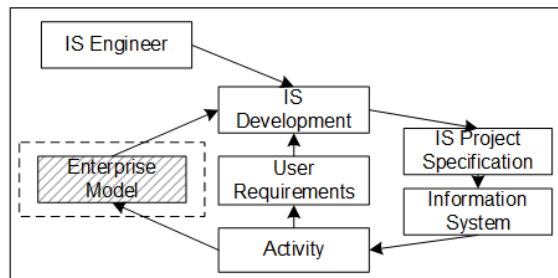 IS Engineer
IS
Development
IS Project
Specification
Enterprise
Model
User
Requirements
Information
System
Activity